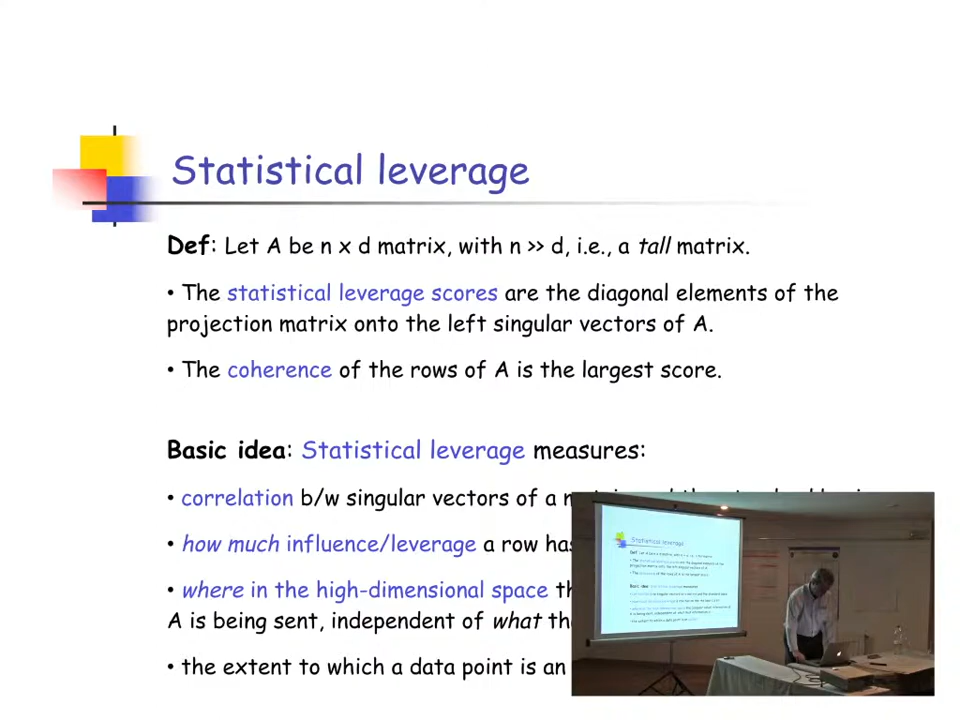 Statistical leverage
Def: Let A be n x d matrix, with n >> d, i.e., a tall matrix.
• The statistical leverage scores are the diagonal elements of the
projection matrix onto the left singular vectors of A.
• The coherence of the rows of A is the largest score.
Basic idea: Statistical leverage measures:
• correlation b/w singular vectors of a
• how much influence/leverage a row has
• where in the high-dimensional space
A is being sent, independent of what
• the extent to which a data point is an
Statistical leverage